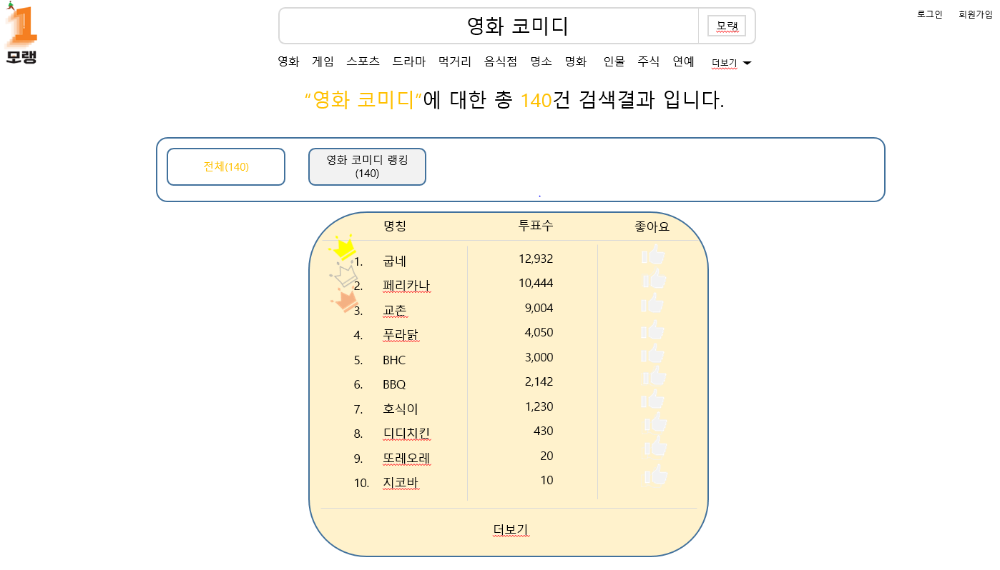 1
모랭
영화 코미디
모랭
로그인 회원가입
영화 게임 스포츠 드라마 먹거리 음식점 명소 명화 인물 주식 연예 더보기
“영화 코미디“에 대한 총 140건 검색결과 입니다.
전체(140)
영화 코미디 랭킹
(140)
명칭 투표수 좋아요
1. 굽네 12,932
2. 페리카나 10,444
3. 교촌 9,004
4. 푸라닭 4,050
5. BHC 3,000
6. BBQ 2,142
7. 호식이 1,230
8. 디디치킨 430
9. 또레오레 20
10. 지코바 10
더보기